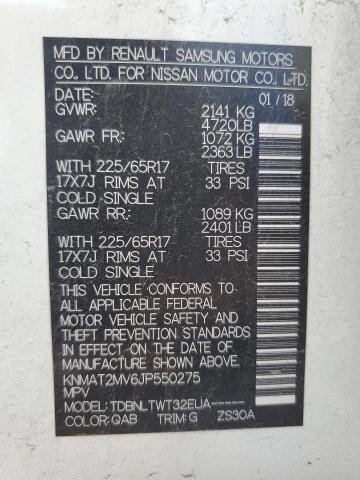 MFD BY RENAULT SAMSUNG MOTORS
CO., LTD. FOR NISSAN MOTOR CO., LTD.
DATE: 01 / 18
GVWR: 2141 KG
4720LB
GAWR FR: 1072 KG
2363LB
WITH 225/65R17 TIRES
17X7J RIMS AT 33 PSI
COLD SINGLE
GAWR RR: 1089 KG
2401LB
WITH 225/65R17 TIRES
17X7J RIMS AT 33 PSI
COLD SINGLE
THIS VEHICLE CONFORMS TO-
ALL APPLICABLE FEDERAL
MOTOR VEHICLE SAFETY AND
THEFT PREVENTION STANDARDS
IN EFFECT ON THE DATE OF
MANUFACTURE SHOWN ABOVE.
KNMAT2MV6JP550275
MPV
MODEL: TDBNLTWT32EUA-----
COLOR: QAB TRIM: G ZS30A